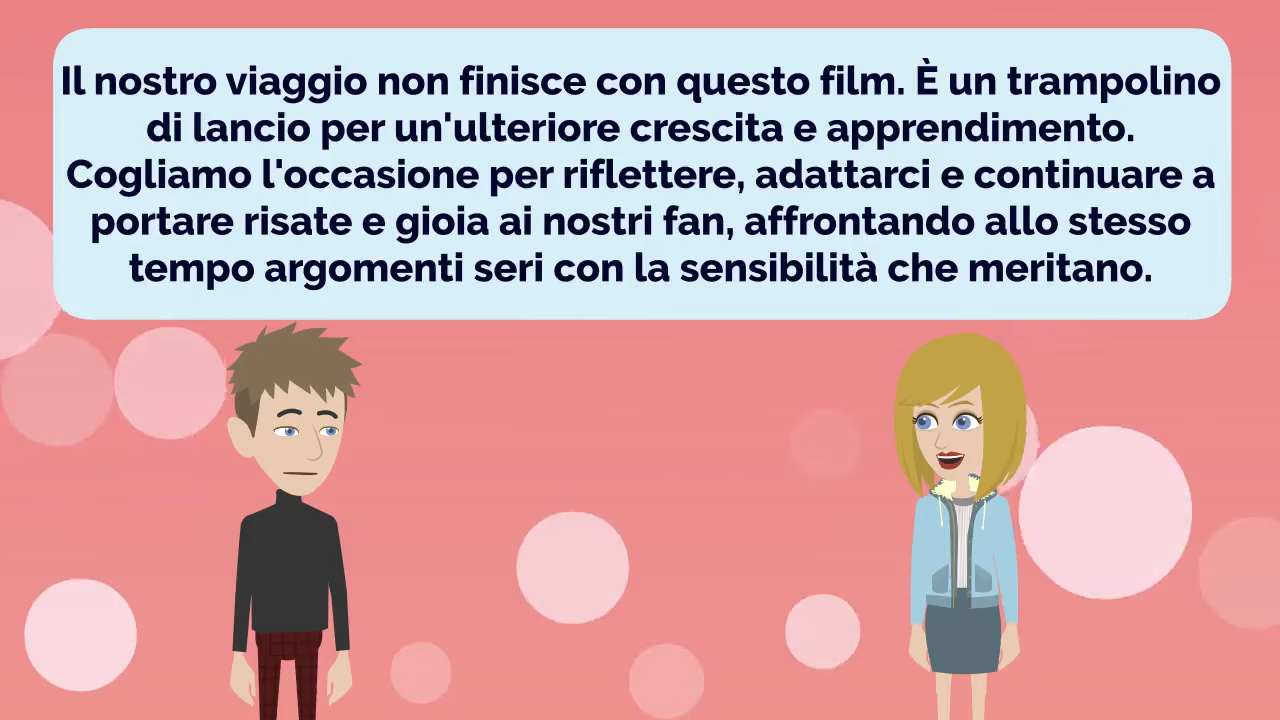 Il nostro viaggio non finisce con questo film. È un trampolino
di lancio per un'ulteriore crescita e apprendimento.
Cogliamo l'occasione per riflettere, adattarci e continuare a
portare risate e gioia ai nostri fan, affrontando allo stesso
tempo argomenti seri con la sensibilità che meritano.